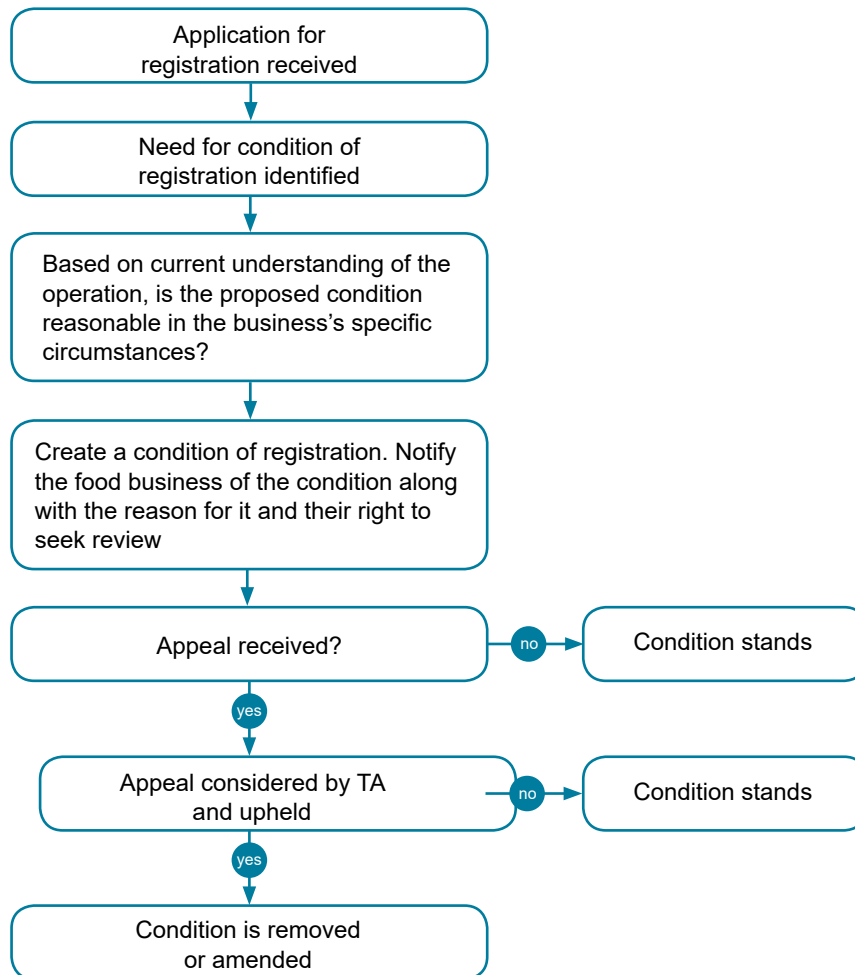 Application for
registration received
Need for condition of
registration identified
Based on current understanding of the
operation, is the proposed condition
reasonable in the business's specific
circumstances?
Create a condition of registration. Notify
the food business of the condition along
with the reason for it and their right to
seek review
Appeal received?
no
Condition stands
yes
Appeal considered by TA
and upheld
no
Condition stands
yes
Condition is removed
or amended